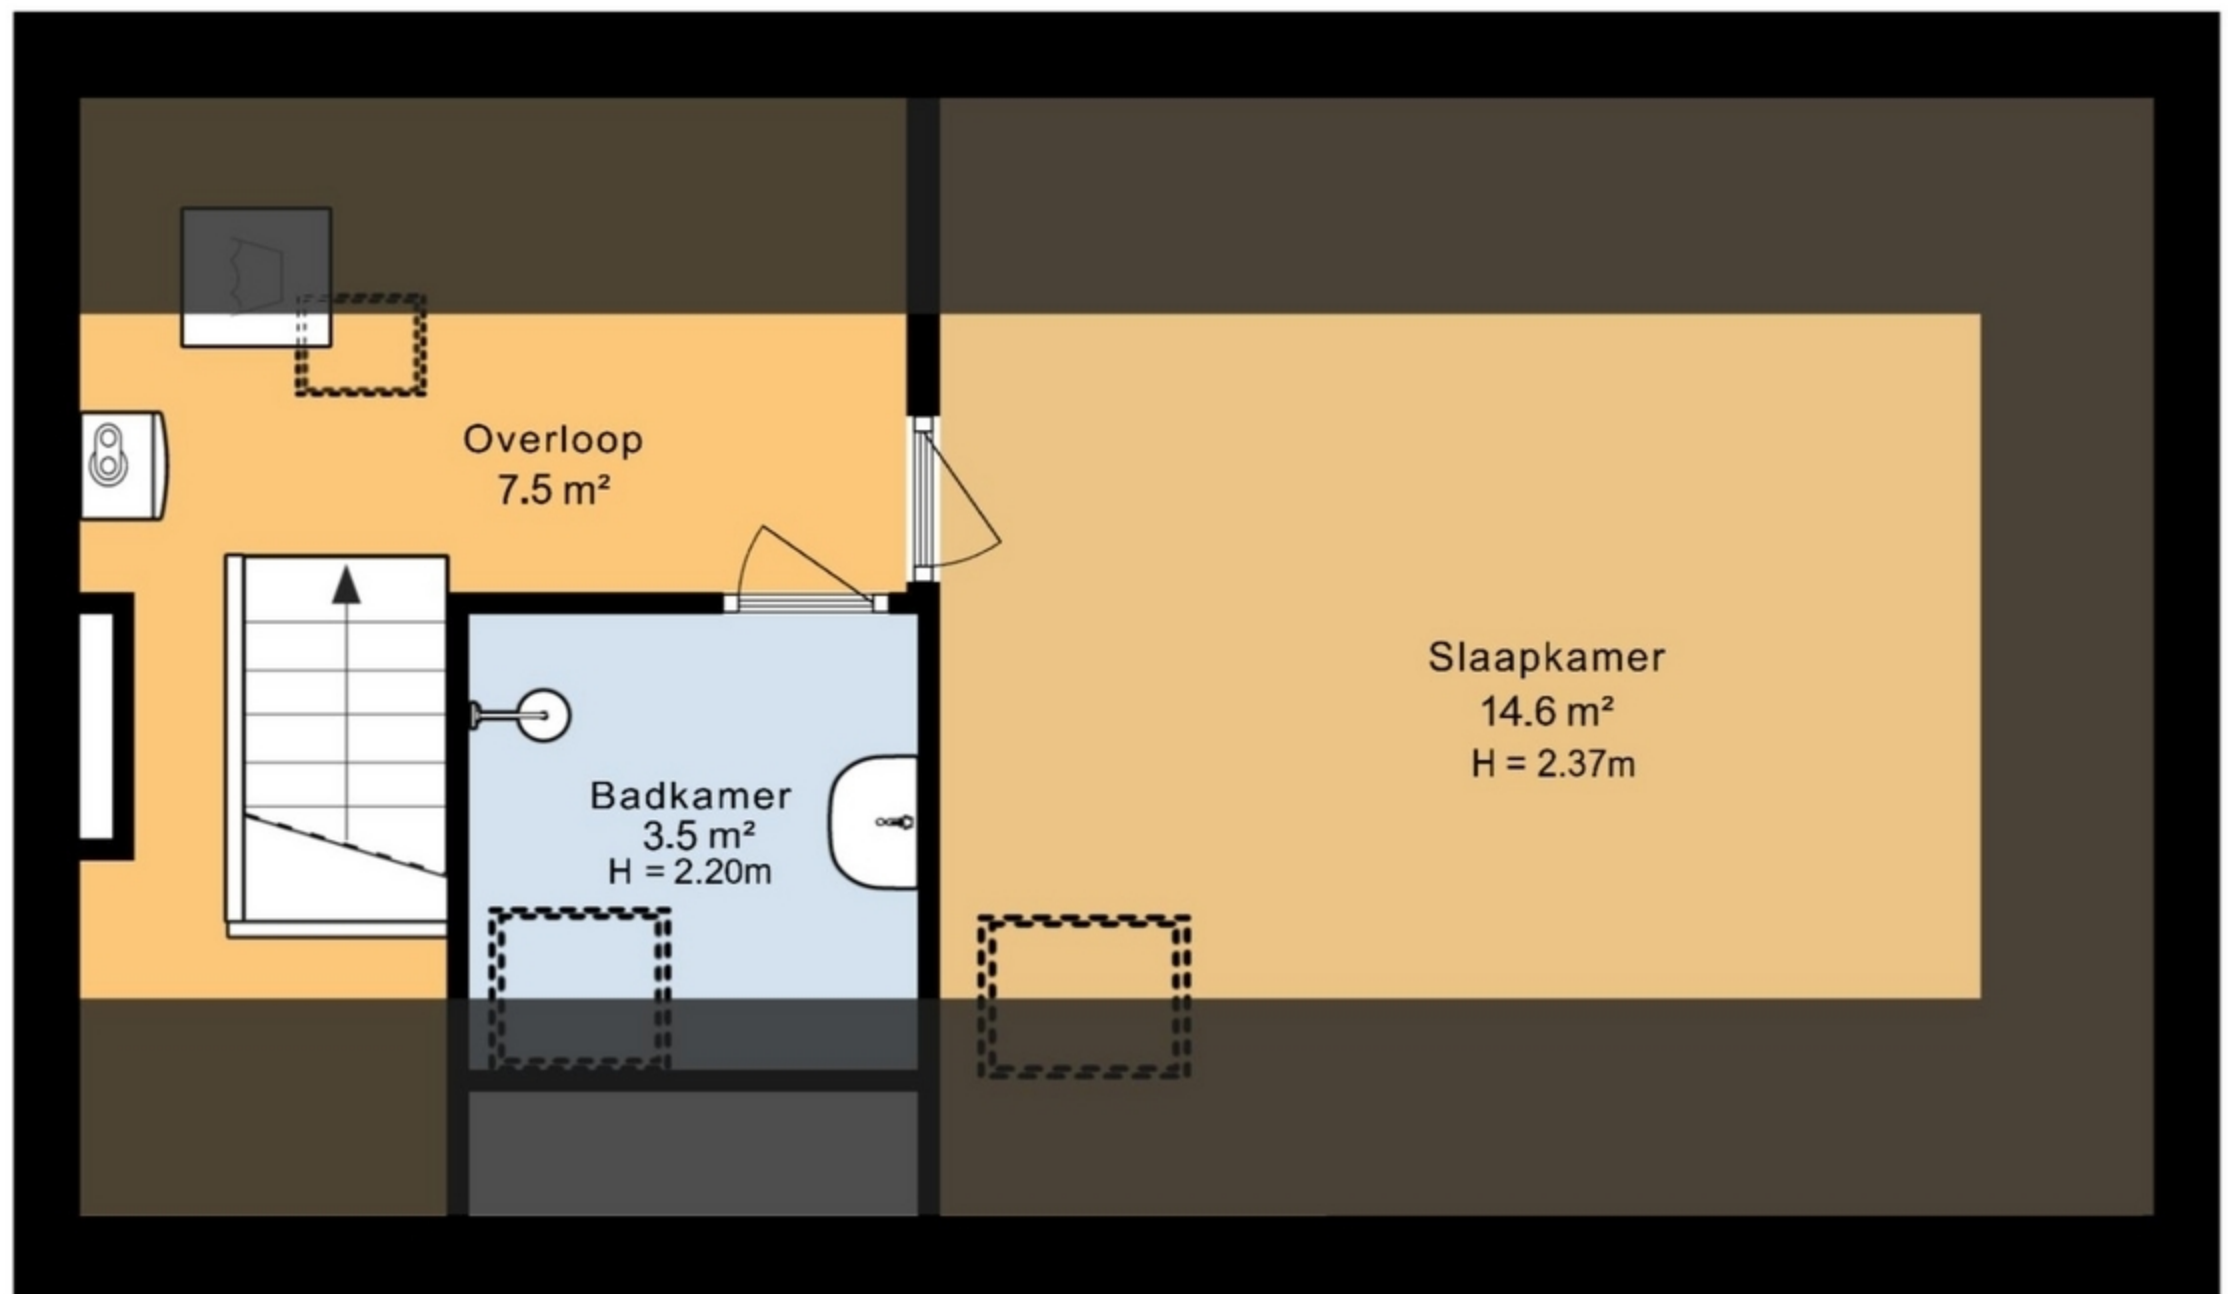 Overloop
7.5 m²
Slaapkamer
14.6 m²
H = 2.37m
Badkamer
3.5 m²
H = 2.20m